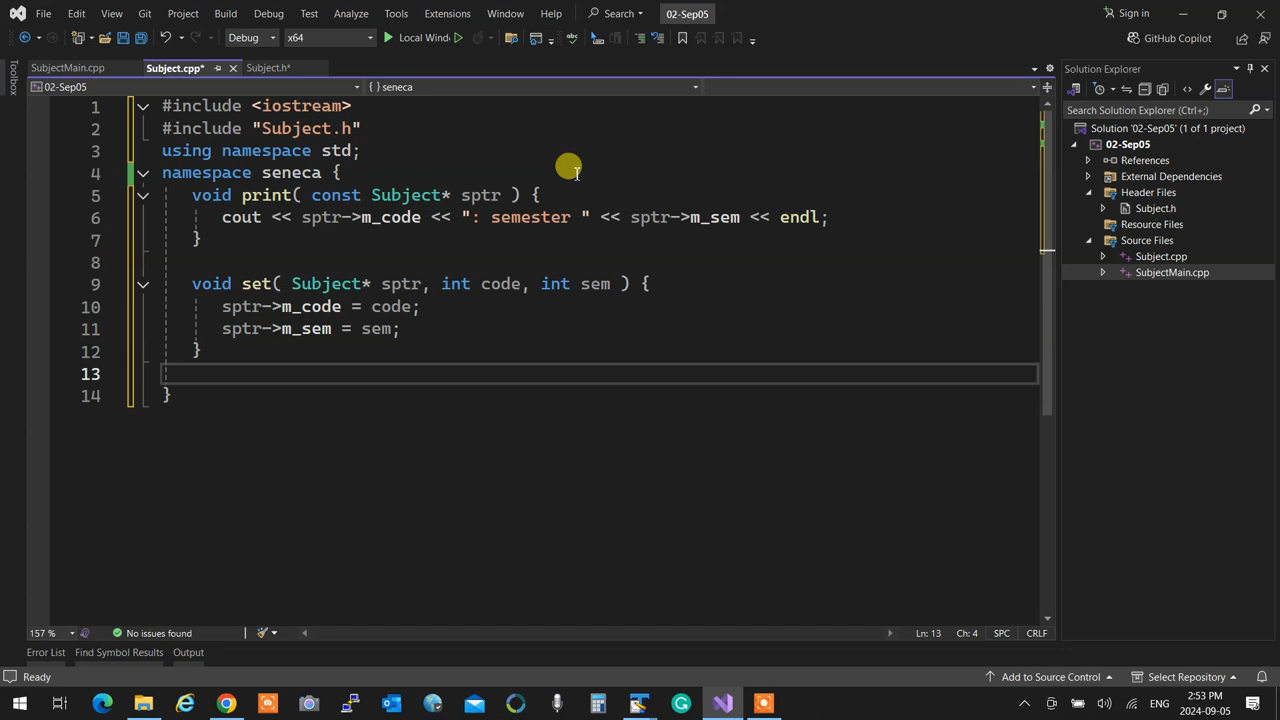 File Edit View Git Project Build Debug Test Analyze Tools Extensions Window Help Search 02-Sep05 Sign in
Debug x64 Local Wind GitHub Copilot
Toolbox
SubjectMain.cpp Subject.cpp* Subject.h*
02-Sep05 {} seneca
1 #include <iostream>
2 #include "Subject.h"
3 using namespace std;
4 namespace seneca {
5 void print( const Subject* sptr ) {
6 cout << sptr->m_code << ": semester " << sptr->m_sem << endl;
7 }
8
9 void set( Subject* sptr, int code, int sem ) {
10 sptr->m_code = code;
11 sptr->m_sem = sem;
12 }
13
14 }
Solution Explorer
Search Solution Explorer (Ctrl+;)
Solution '02-Sep05' (1 of 1 project)
02-Sep05
References
External Dependencies
Header Files
Subject.h
Resource Files
Source Files
Subject.cpp
SubjectMain.cpp
157 % No issues found Ln: 13 Ch: 4 SPC CRLF
Error List Find Symbol Results Output
Ready Add to Source Control Select Repository
ENG 2:53 PM
2024-09-05